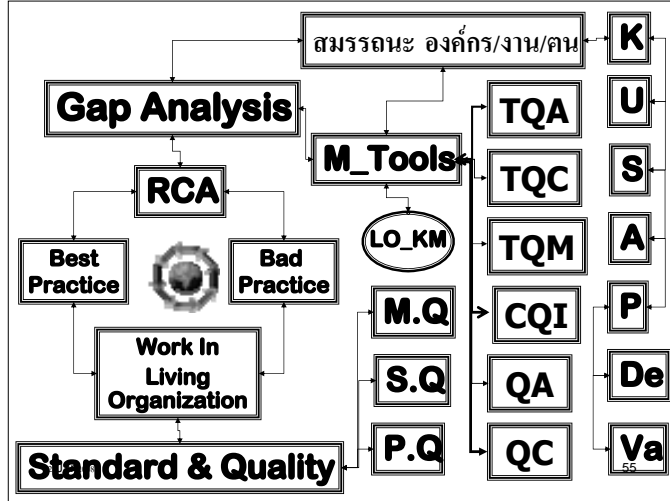 สมรรถนะ องค์กร/งาน/ฅน
K
Gap Analysis
TQA
U
M_Tools
RCA
TQC
S
LO_KM
TQM
A
Best
Practice
Bad
Practice
M.Q
CQI
P
Work In
Living
Organization
S.Q
QA
De
Standard & Quality
P.Q
QC
Va
55